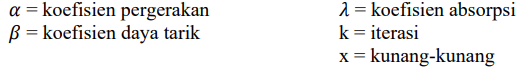 α = koefisien pergerakan
β = koefisien daya tarik
λ = koefisien absorpsi
k = iterasi
x = kunang-kunang